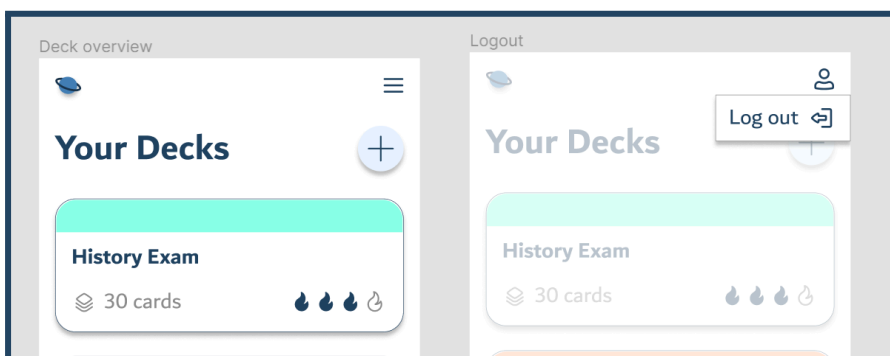 Deck overview
Your Decks
History Exam
30 cards
Logout
Log out
Your Decks
History Exam
30 cards